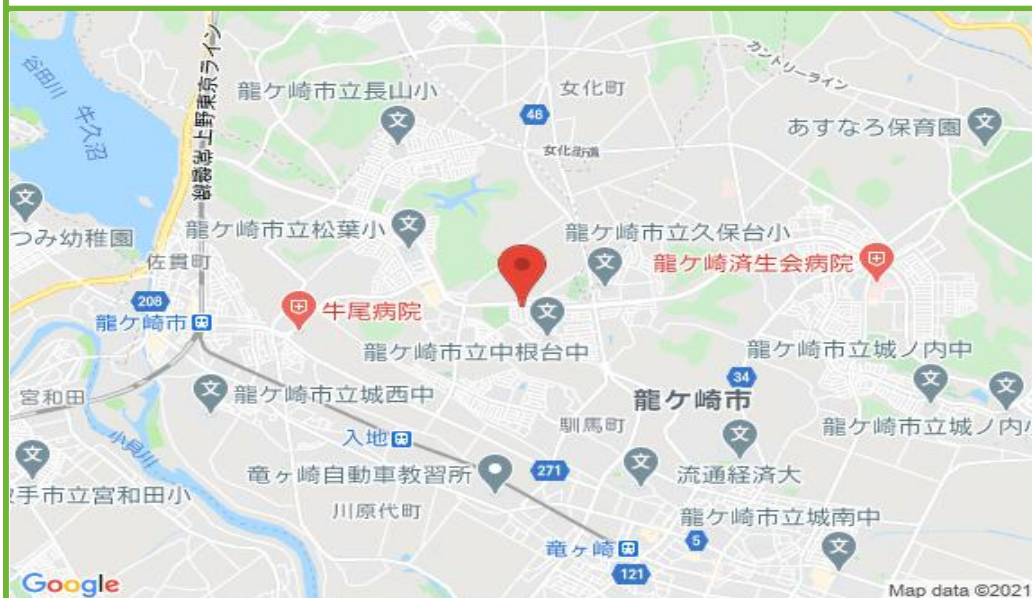 谷田川
牛久沼
上野東京ライン
龍ケ崎市立長山小
女化町
カントリーライン
48
あすなろ保育園
女化街道
つみ幼稚園
龍ケ崎市立松葉小
龍ケ崎市立久保台小
佐貫町
龍ケ崎済生会病院
208
牛尾病院
龍ケ崎市
龍ケ崎市立中根台中
龍ケ崎市立城ノ内中
34
宮和田
龍ケ崎市立城西中
龍ケ崎市
馴馬町
龍ケ崎市立城ノ内小
小貝川
入地
竜ヶ崎自動車教習所
271
流通経済大
手市立宮和田小
川原代町
龍ケ崎市立城南中
竜ヶ崎
5
121
Google
Map data ©2021